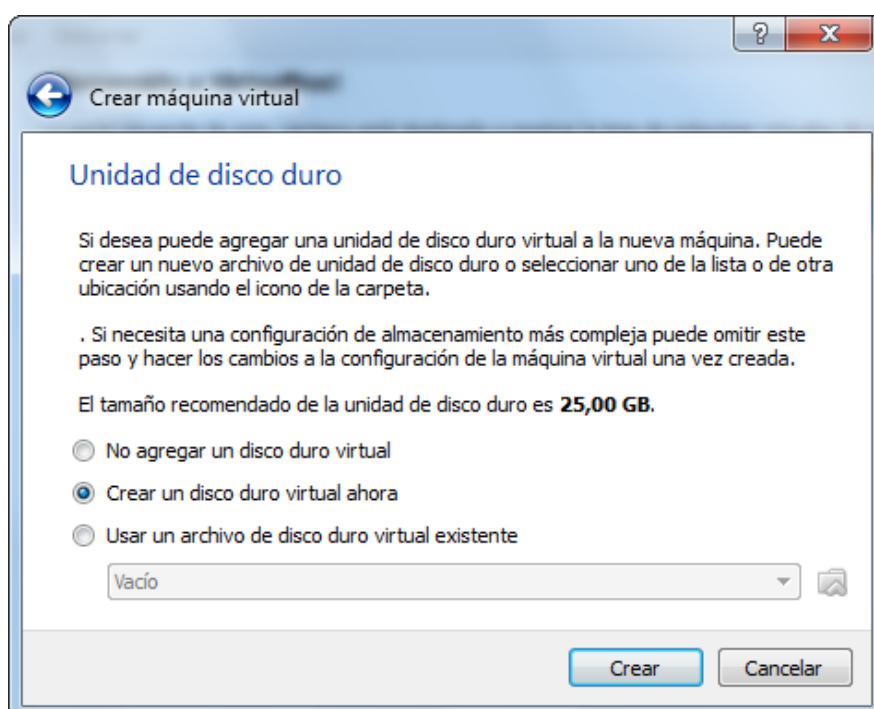 Crear máquina virtual
Unidad de disco duro
Si desea puede agregar una unidad de disco duro virtual a la nueva máquina. Puede
crear un nuevo archivo de unidad de disco duro o seleccionar uno de la lista o de otra
ubicación usando el icono de la carpeta.
. Si necesita una configuración de almacenamiento más compleja puede omitir este
paso y hacer los cambios a la configuración de la máquina virtual una vez creada.
El tamaño recomendado de la unidad de disco duro es 25,00 GB.
No agregar un disco duro virtual
Crear un disco duro virtual ahora
Usar un archivo de disco duro virtual existente
Vacío
Crear Cancelar